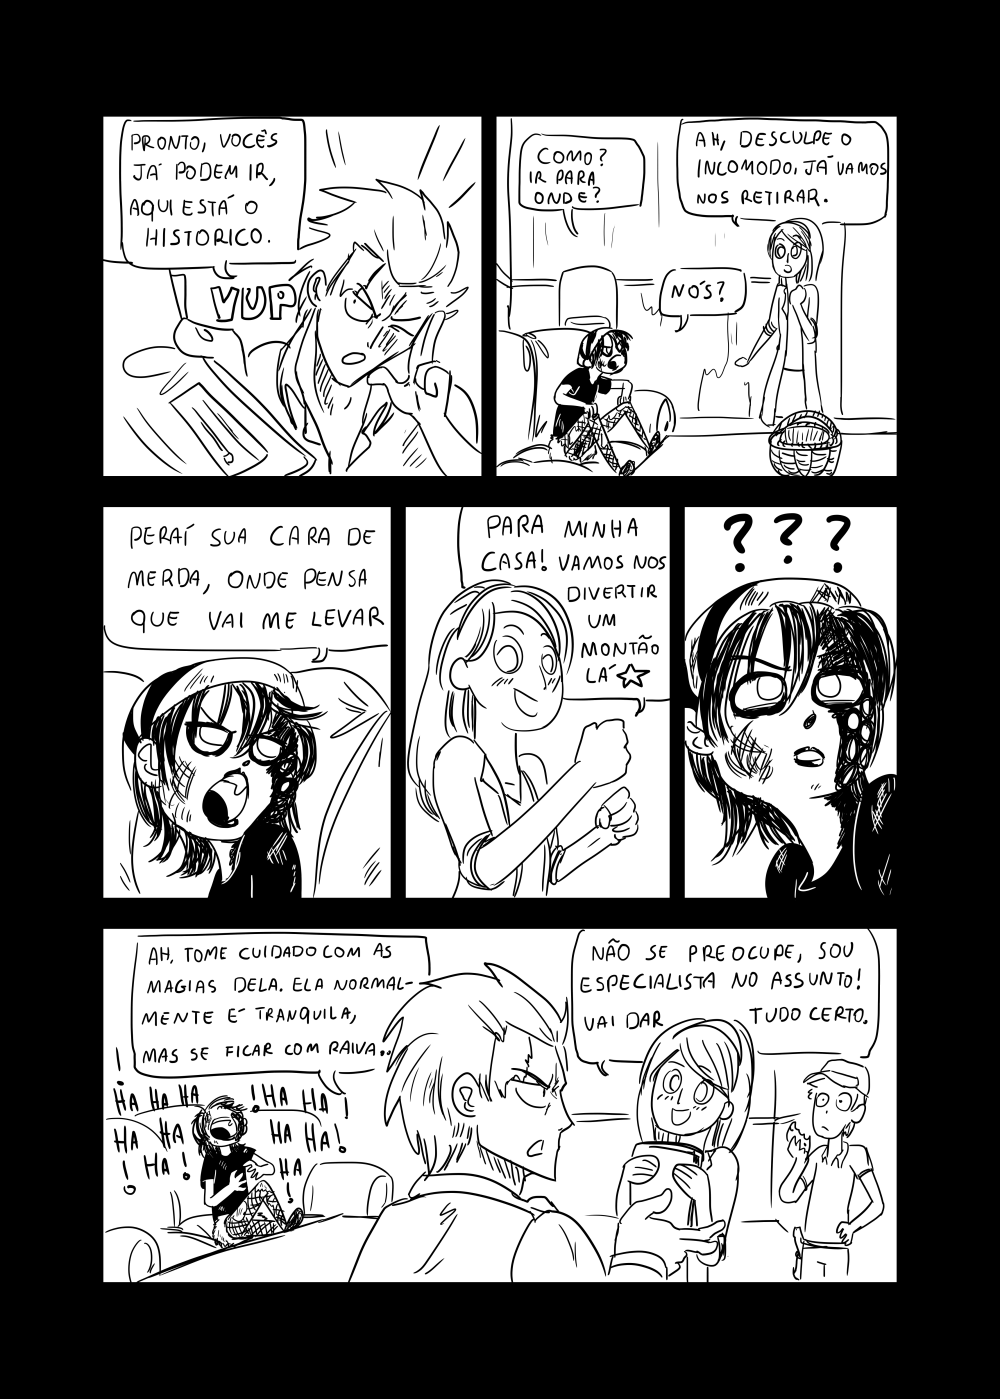 PRONTO, VOCÊS
JÁ PODEM IR,
AQUI ESTÁ O
HISTORICO.
VUP
COMO?
IR PARA
ONDE?
AH, DESCULPE O
INCOMODO, JÁ VAMOS
NOS RETIRAR.
NÓS?
PERAÍ SUA CARA DE
MERDA, ONDE PENSA
QUE VAI ME LEVAR
PARA MINHA
CASA! VAMOS NOS
DIVERTIR
UM
MONTÃO
LÁ☆
? ? ?
AH, TOME CUIDADO COM AS
MAGIAS DELA. ELA NORMAL-
MENTE É TRANQUILA,
MAS SE FICAR COM RAIVA..
! HA HA HA ! HA HA !
HA HA HA HA!
! HA ! HA !
NÃO SE PREOCUPE, SOU
ESPECIALISTA NO ASSUNTO!
VAI DAR TUDO CERTO.